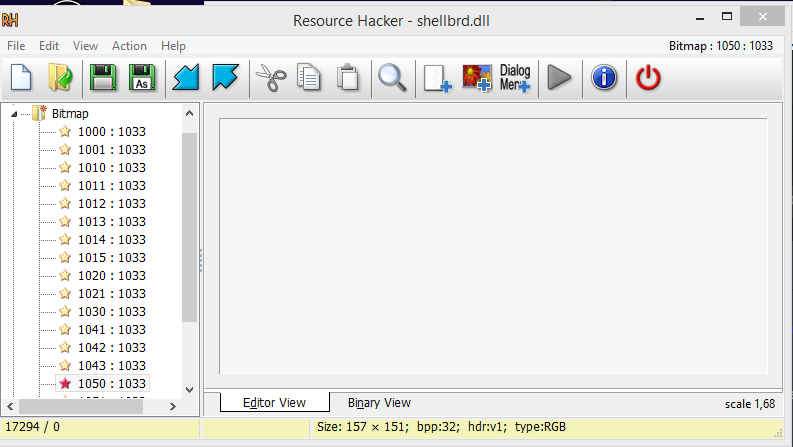 RH Resource Hacker - shellbrd.dll
File Edit View Action Help Bitmap : 1050 : 1033
As Dialog
Menu
Bitmap
1000 : 1033
1001 : 1033
1010 : 1033
1011 : 1033
1012 : 1033
1013 : 1033
1014 : 1033
1015 : 1033
1020 : 1033
1021 : 1033
1030 : 1033
1041 : 1033
1042 : 1033
1043 : 1033
1050 : 1033
Editor View Binary View scale 1,68
17294 / 0 Size: 157 × 151; bpp:32; hdr:v1; type:RGB